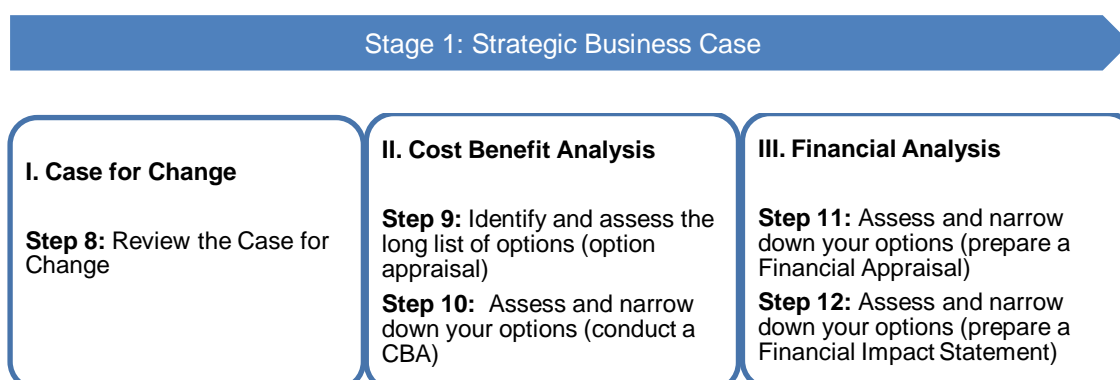 Stage 1: Strategic Business Case
I. Case for Change
Step 8: Review the Case for
Change
II. Cost Benefit Analysis
Step 9: Identify and assess the
long list of options (option
appraisal)
Step 10:  Assess and narrow
down your options (conduct a
CBA)
III. Financial Analysis
Step 11: Assess and narrow
down your options (prepare a
Financial Appraisal)
Step 12: Assess and narrow
down your options (prepare a
Financial Impact Statement)